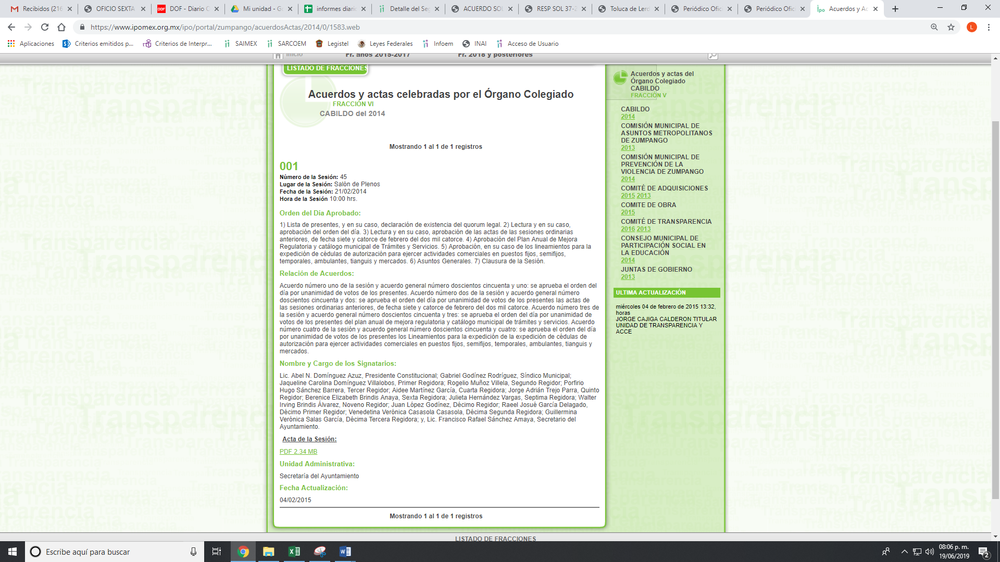 Recibidos (216
OFICIO SEXTA
DOF - Diario C
Mi unidad - Go
informes diario
Detalle del Seg
ACUERDO SOL
RESP SOL 37-2
Toluca de Lerd
Periódico Ofic
Periódico Ofic
Acuerdos y Ac
https://www.ipomex.org.mx/ipo/portal/zumpango/acuerdosActas/2014/0/1583.web
L
Aplicaciones
Criterios emitidos p...
Criterios de Interpr...
SAIMEX
SARCOEM
Legistel
Leyes Federales
Infoem
INAI
Acceso de Usuario
Inicio
Fr. años 2015-2017
Fr. 2018 y posteriores
LISTADO DE FRACCIONES
Acuerdos y actas celebradas por el Órgano Colegiado
FRACCIÓN VI
CABILDO del 2014
Mostrando 1 al 1 de 1 registros
001
Número de la Sesión: 45
Lugar de la Sesión: Salón de Plenos
Fecha de la Sesión: 21/02/2014
Hora de la Sesión 10:00 hrs.
Orden del Día Aprobado:
1) Lista de presentes, y en su caso, declaración de existencia del quorum legal. 2) Lectura y en su caso,
aprobación del orden del día. 3) Lectura y en su caso, aprobación de las actas de las sesiones ordinarias
anteriores, de fecha siete y catorce de febrero del dos mil catorce. 4) Aprobación del Plan Anual de Mejora
Regulatoria y catálogo municipal de Trámites y Servicios. 5) Aprobación, en su caso de los lineamientos para la
expedición de cédulas de autorización para ejercer actividades comerciales en puestos fijos, semifijos,
temporales, ambulantes, tianguis y mercados. 6) Asuntos Generales. 7) Clausura de la Sesión.
Relación de Acuerdos:
Acuerdo número uno de la sesión y acuerdo general número doscientos cincuenta y uno: se aprueba el orden del
día por unanimidad de votos de los presentes. Acuerdo número dos de la sesión y acuerdo general número
doscientos cincuenta y dos: se aprueba el orden del día por unanimidad de votos de los presentes las actas de
las sesiones ordinarias anteriores, de fecha siete y catorce de febrero del dos mil catorce. Acuerdo número tres de
la sesión y acuerdo general número doscientos cincuenta y tres: se aprueba el orden del día por unanimidad de
votos de los presentes del plan anual de mejora regulatoria y catálogo municipal de trámites y servicios. Acuerdo
número cuatro de la sesión y acuerdo general número doscientos cincuenta y cuatro: se aprueba el orden del día
por unanimidad de votos de los presentes los Lineamientos para la expedición de la expedición de cédulas de
autorización para ejercer actividades comerciales en puestos fijos, semifijos, temporales, ambulantes, tianguis y
mercados.
Nombre y Cargo de los Signatarios:
Lic. Abel N. Domínguez Azuz, Presidente Constitucional; Gabriel Godínez Rodríguez, Síndico Municipal;
Jaqueline Carolina Domínguez Villalobos, Primer Regidora; Rogelio Muñoz Villela, Segundo Regidor; Porfirio
Hugo Sánchez Barrera, Tercer Regidor; Aidee Martínez García, Cuarta Regidora; Jorge Adrián Trejo Parra, Quinto
Regidor; Berenice Elizabeth Brindis Anaya, Sexta Regidora; Julieta Hernández Vargas, Septima Regidora; Walter
Irving Brindis Álvarez, Noveno Regidor; Juan López Godínez, Décimo Regidor; Raeel Josué García Delagado,
Décimo Primer Regidor; Venedetina Verónica Casasola Casasola, Décima Segunda Regidora; Guillermina
Verónica Salas García, Décima Tercera Regidora; y, Lic. Francisco Rafael Sánchez Amaya, Secretario del
Ayuntamiento.
Acta de la Sesión:
PDF 2.34 MB
Unidad Administrativa:
Secretaría del Ayuntamiento
Fecha Actualización:
04/02/2015
Mostrando 1 al 1 de 1 registros
Acuerdos y actas del
Órgano Colegiado
CABILDO
FRACCIÓN V
CABILDO
2014
COMISIÓN MUNICIPAL DE
ASUNTOS METROPOLITANOS
DE ZUMPANGO
2013
COMISIÓN MUNICIPAL DE
PREVENCIÓN DE LA
VIOLENCIA DE ZUMPANGO
2014
COMITÉ DE ADQUISICIONES
2015 2013
COMITE DE OBRA
2015
COMITÉ DE TRANSPARENCIA
2016 2013
CONSEJO MUNICIPAL DE
PARTICIPACIÓN SOCIAL EN
LA EDUCACIÓN
2014
JUNTAS DE GOBIERNO
2013
ULTIMA ACTUALIZACIÓN
miércoles 04 de febrero de 2015 13:32,
horas
JORGE CAJIGA CALDERON TITULAR
UNIDAD DE TRANSPARENCIA Y
ACCE
LISTADO DE FRACCIONES
Escribe aquí para buscar
08:06 p. m.
19/06/2019
2